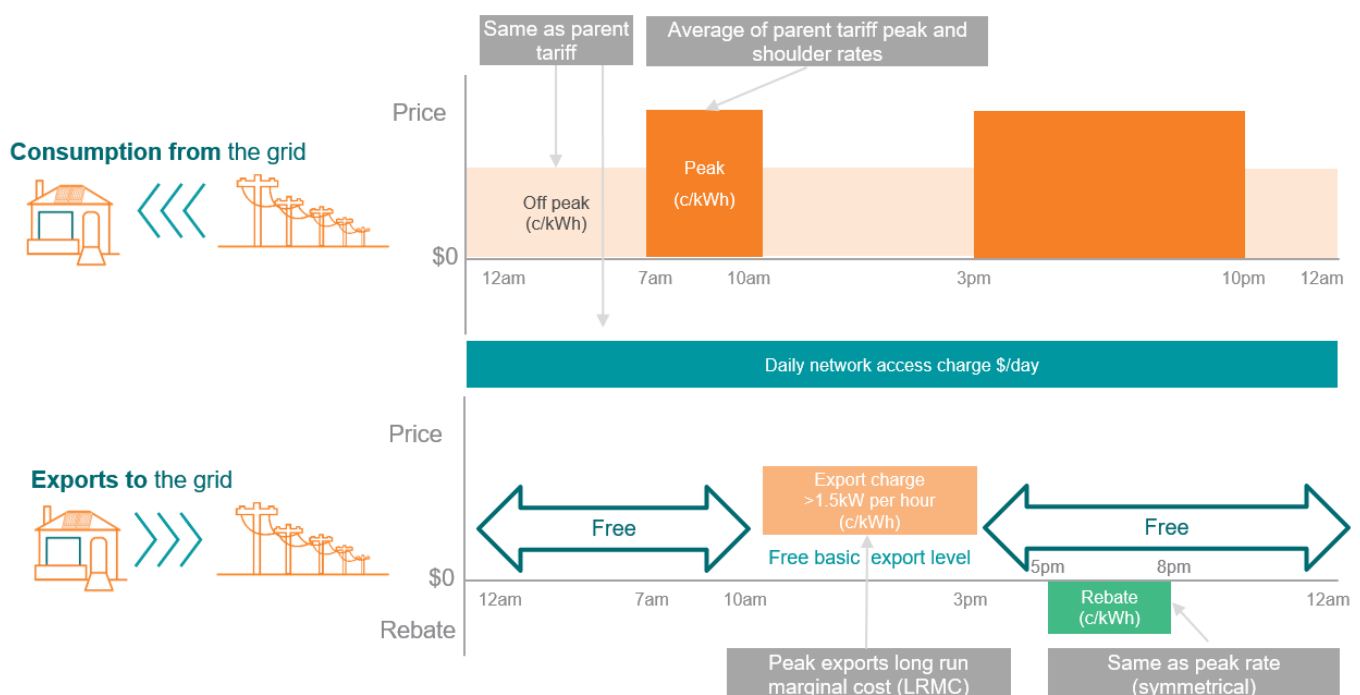 Same as parent
tariff
Average of parent tariff peak and
shoulder rates
Price
Consumption from the grid
Peak
(c/kWh)
Off peak
(c/kWh)
$0
12am
7am
10am
3pm
10pm
12am
Daily network access charge $/day
Price
Exports to the grid
Export charge
>1.5kW per hour
(c/kWh)
Free
Free
Free basic export level
5pm
8pm
$0
12am
7am
10am
3pm
12am
Rebate
(c/kWh)
Rebate
Peak exports long run
marginal cost (LRMC)
Same as peak rate
(symmetrical)